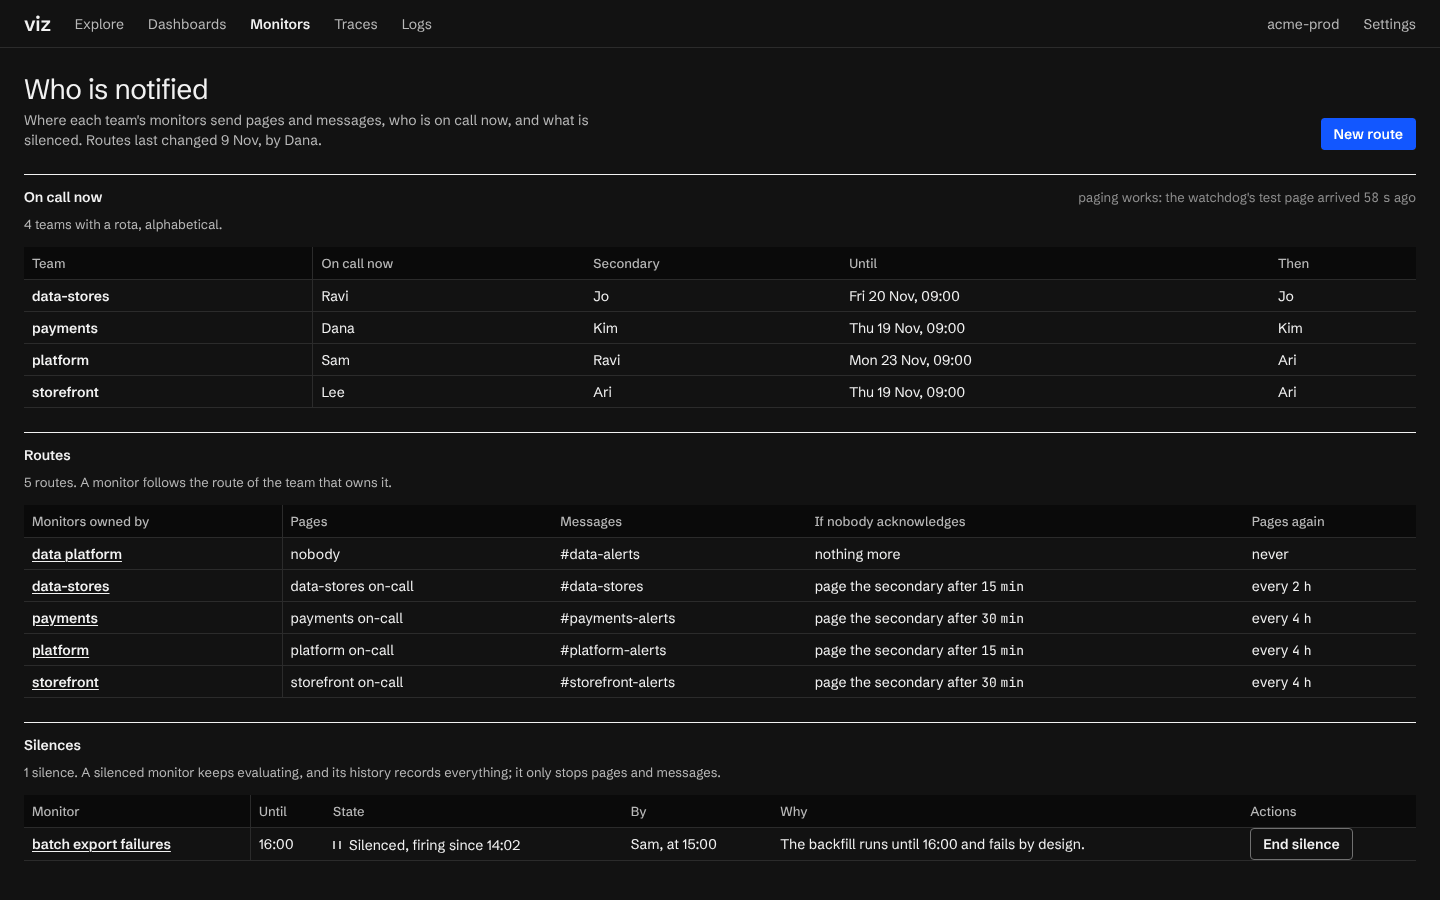 viz Explore Dashboards Monitors Traces Logs acme-prod Settings
Who is notified
Where each team's monitors send pages and messages, who is on call now, and what is
silenced. Routes last changed 9 Nov, by Dana.
New route
On call now paging works: the watchdog's test page arrived 58 s ago
4 teams with a rota, alphabetical.
Team On call now Secondary Until Then
data-stores Ravi Jo Fri 20 Nov, 09:00 Jo
payments Dana Kim Thu 19 Nov, 09:00 Kim
platform Sam Ravi Mon 23 Nov, 09:00 Ari
storefront Lee Ari Thu 19 Nov, 09:00 Ari
Routes
5 routes. A monitor follows the route of the team that owns it.
Monitors owned by Pages Messages If nobody acknowledges Pages again
data platform nobody #data-alerts nothing more never
data-stores data-stores on-call #data-stores page the secondary after 15 min every 2 h
payments payments on-call #payments-alerts page the secondary after 30 min every 4 h
platform platform on-call #platform-alerts page the secondary after 15 min every 4 h
storefront storefront on-call #storefront-alerts page the secondary after 30 min every 4 h
Silences
1 silence. A silenced monitor keeps evaluating, and its history records everything; it only stops pages and messages.
Monitor Until State By Why Actions
batch export failures 16:00 Silenced, firing since 14:02 Sam, at 15:00 The backfill runs until 16:00 and fails by design. End silence